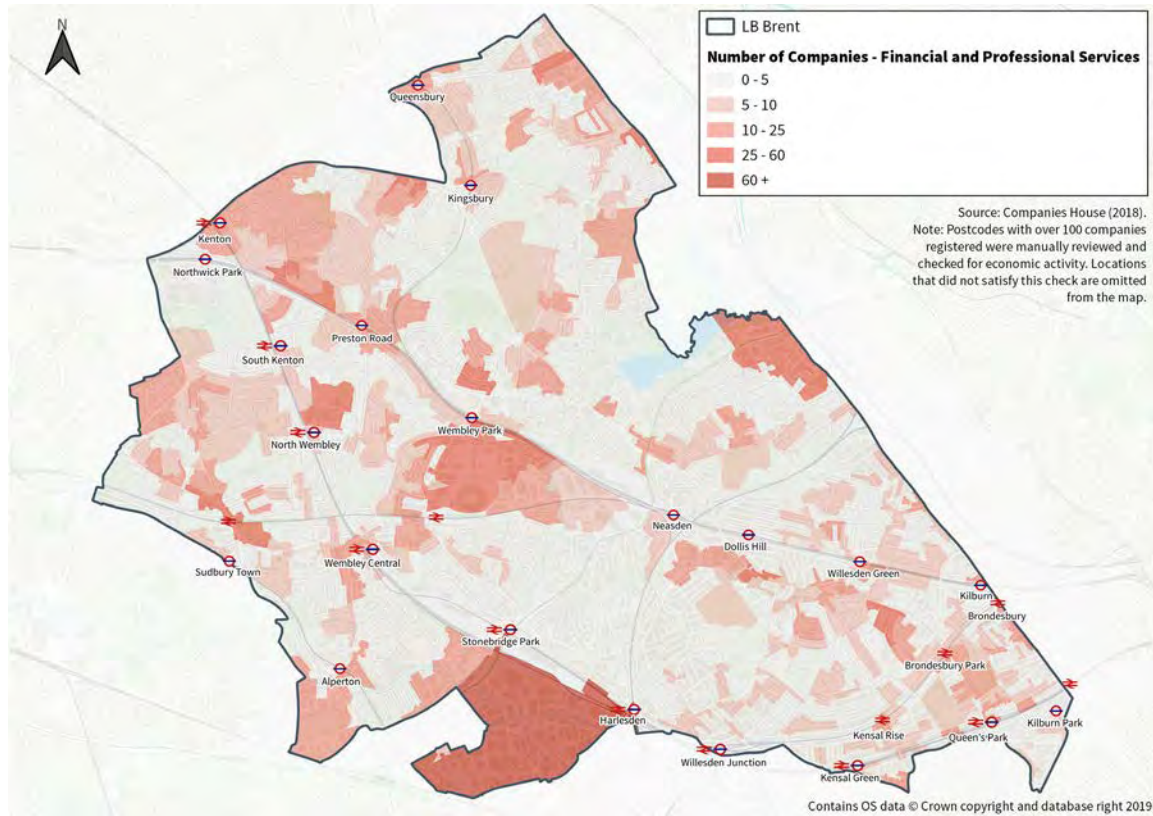 N
LB Brent
Number of Companies - Financial and Professional Services
0 - 5
5 - 10
10 - 25
25 - 60
60 +
Source: Companies House (2018).
Note: Postcodes with over 100 companies
registered were manually reviewed and
checked for economic activity. Locations
that did not satisfy this check are omitted
from the map.
Queensbury
Kingsbury
Kenton
Northwick Park
Preston Road
South Kenton
Wembley Park
North Wembley
Neasden
Dollis Hill
Wembley Central
Sudbury Town
Willesden Green
Kilburn
Brondesbury
Stonebridge Park
Brondesbury Park
Alperton
Harlesden
Kilburn Park
Kensal Rise
Queen's Park
Willesden Junction
Kensal Green
Contains OS data © Crown copyright and database right 2019